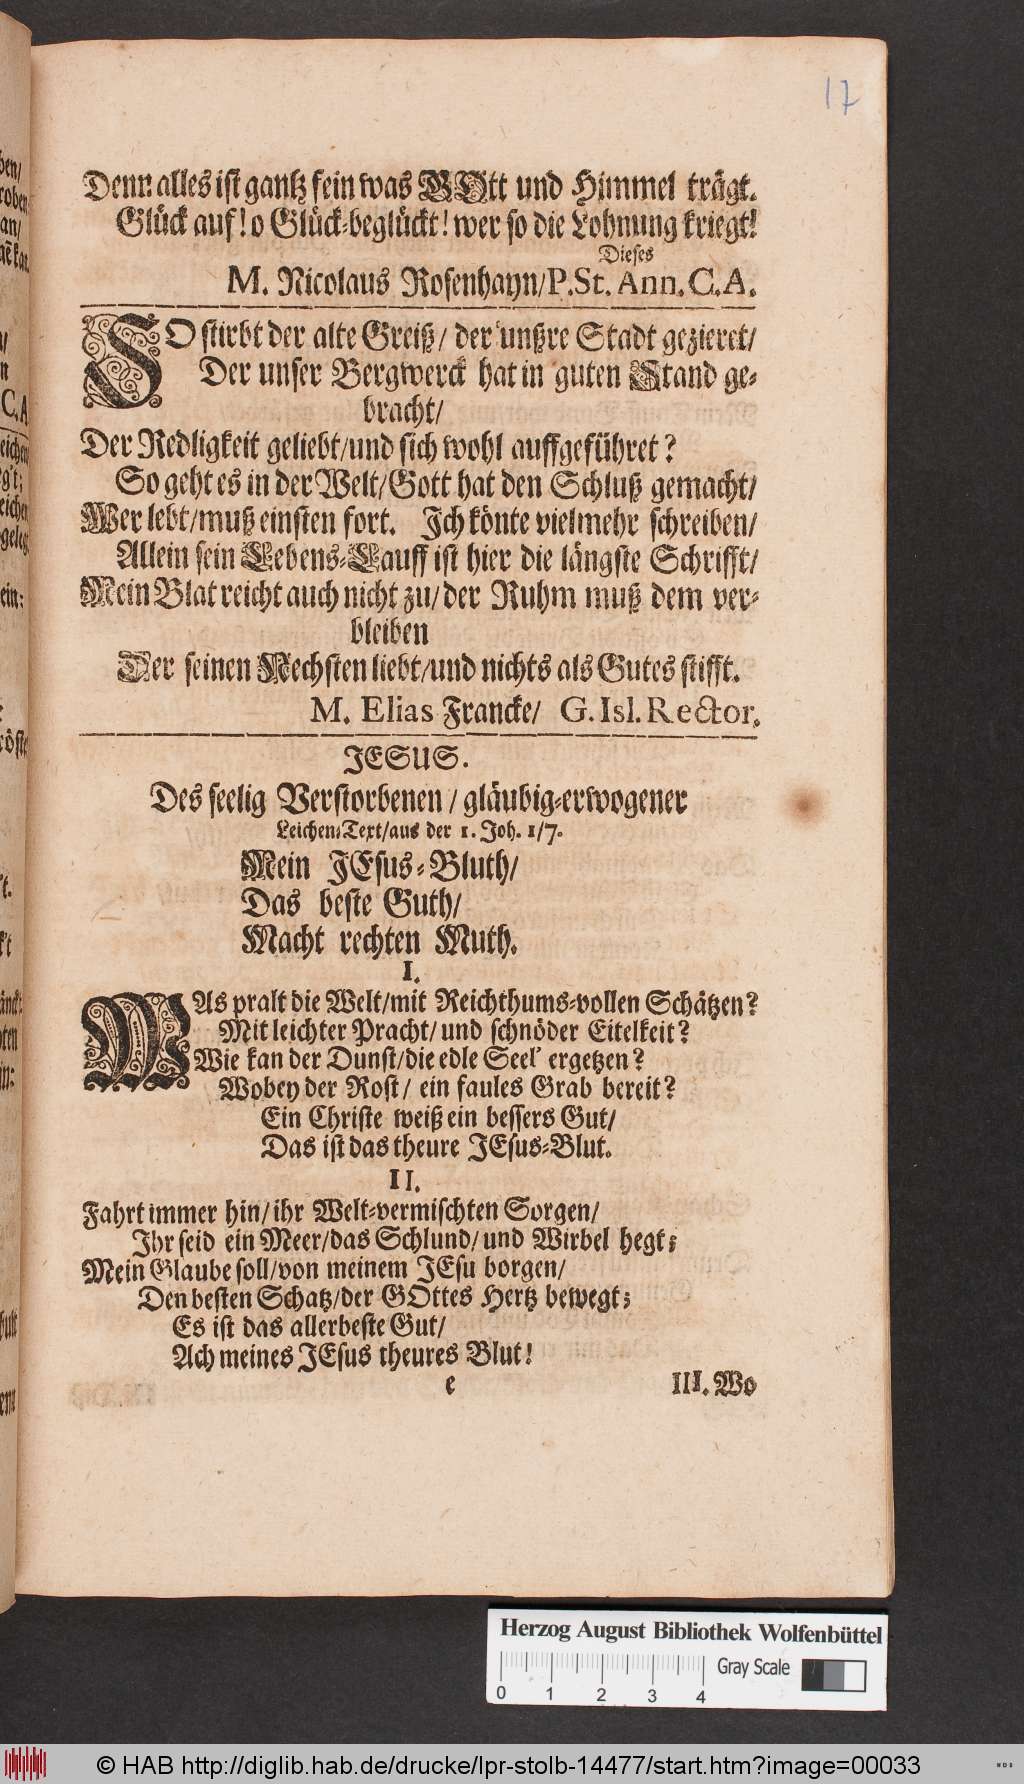 17
Denn alles ist gantz fein was GOtt und Himmel trägt.
Glück auf! o Glück-beglückt! wer so die Lohnung kriegt!
Dieses
M. Nicolaus Rosenhayn/P. St. Ann. C. A.
SO stirbt der alte Greiß/ der unßre Stadt gezieret/
Der unser Bergwerck hat in guten Stand ge-
bracht/
Der Redligkeit geliebt/und sich wohl auffgeführet?
So geht es in der Welt/Gott hat den Schluß gemacht/
Wer lebt/muß einsten fort. Ich könte vielmehr schreiben/
Allein sein Lebens-Lauff ist hier die längste Schrifft/
Mein Blat reicht auch nicht zu/der Ruhm muß dem ver-
bleiben
Der seinen Nechsten liebt/und nichts als Gutes stifft.
M. Elias Francke/ G. Isl. Rector.
JESUS.
Des seelig Verstorbenen/ gläubig-erwogener
Leichen-Text/aus der 1. Joh. 1/7.
Mein JEsus-Bluth/
Das beste Guth/
Macht rechten Muth.
I.
WAs pralt die Welt/mit Reichthums-vollen Schätzen?
Mit leichter Pracht/und schnöder Eitelkeit?
Wie kan der Dunst/die edle Seel' ergetzen?
Wobey der Rost/ ein faules Grab bereit?
Ein Christe weiß ein bessers Gut/
Das ist das theure JEsus-Blut.
II.
Fahrt immer hin/ihr Welt-vermischten Sorgen/
Ihr seid ein Meer/das Schlund/und Wirbel hegt;
Mein Glaube soll/von meinem JEsu borgen/
Den besten Schatz/der GOttes Hertz bewegt;
Es ist das allerbeste Gut/
Ach meines JEsus theures Blut!
e III. Wo
Herzog August Bibliothek Wolfenbüttel
Gray Scale
0 1 2 3 4
© HAB http://diglib.hab.de/drucke/lpr-stolb-14477/start.htm?image=00033